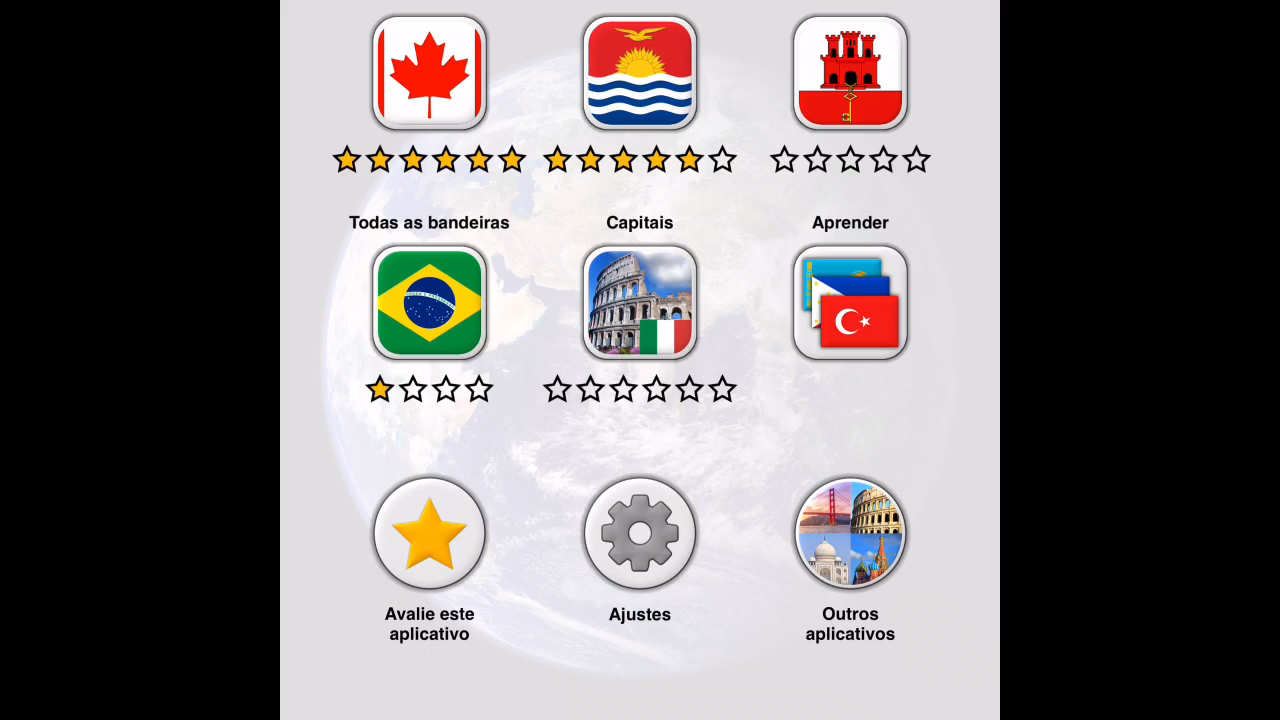 Todas as bandeiras
Capitais
Aprender
Avalie este
aplicativo
Ajustes
Outros
aplicativos